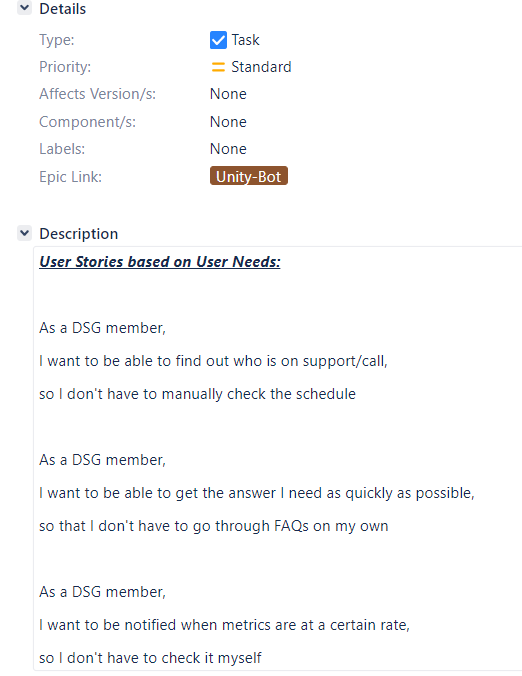 Details
Type: Task
Priority: Standard
Affects Version/s: None
Component/s: None
Labels: None
Epic Link: Unity-Bot
Description
User Stories based on User Needs:
As a DSG member,
I want to be able to find out who is on support/call,
so I don't have to manually check the schedule
As a DSG member,
I want to be able to get the answer I need as quickly as possible,
so that I don't have to go through FAQs on my own
As a DSG member,
I want to be notified when metrics are at a certain rate,
so I don't have to check it myself